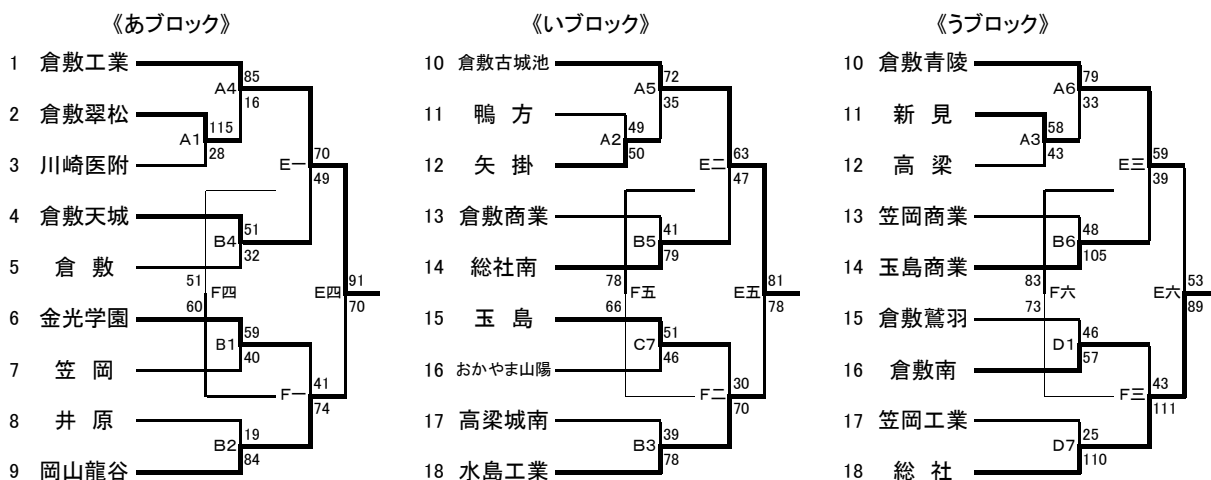 《あブロック》
1 倉敷工業
2 倉敷翠松
3 川崎医附
4 倉敷天城
5 倉 敷
6 金光学園
7 笠 岡
8 井 原
9 岡山龍谷
A4 85 16
A1 115 28
E一 70 49
B4 51 32
51 F四 60
E四 91 70
B1 59 40
F一 41 74
B2 19 84
《いブロック》
10 倉敷古城池
11 鴨 方
12 矢 掛
13 倉敷商業
14 総社南
15 玉 島
16 おかやま山陽
17 高梁城南
18 水島工業
A5 72 35
A2 49 50
E二 63 47
B5 41 79
78 F五 66
E五 81 78
C7 51 46
F二 30 70
B3 39 78
《うブロック》
10 倉敷青陵
11 新 見
12 高 梁
13 笠岡商業
14 玉島商業
15 倉敷鷲羽
16 倉敷南
17 笠岡工業
18 総 社
A6 79 33
A3 58 43
E三 59 39
B6 48 105
83 F六 73
E六 53 89
D1 46 57
F三 43 111
D7 25 110